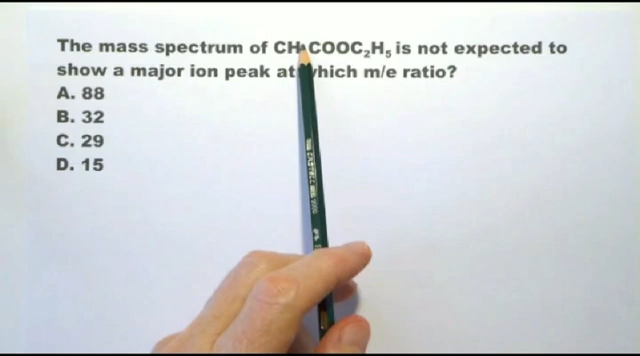 The mass spectrum of CH COOC₂H₅ is not expected to
show a major ion peak at which m/e ratio?
A. 88
B. 32
C. 29
D. 15